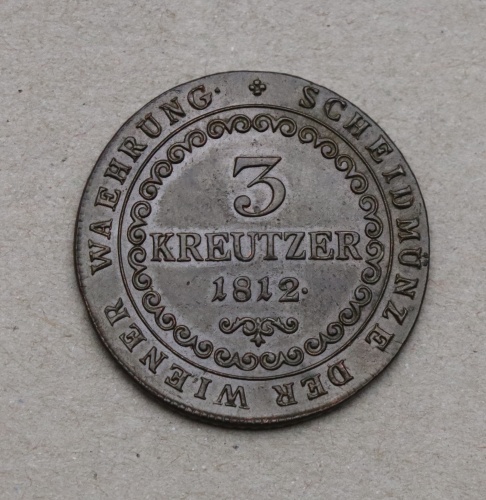 SCHEIDMÜNZE DER WIENER WAEHRUNG.
3
KREUTZER
1812.